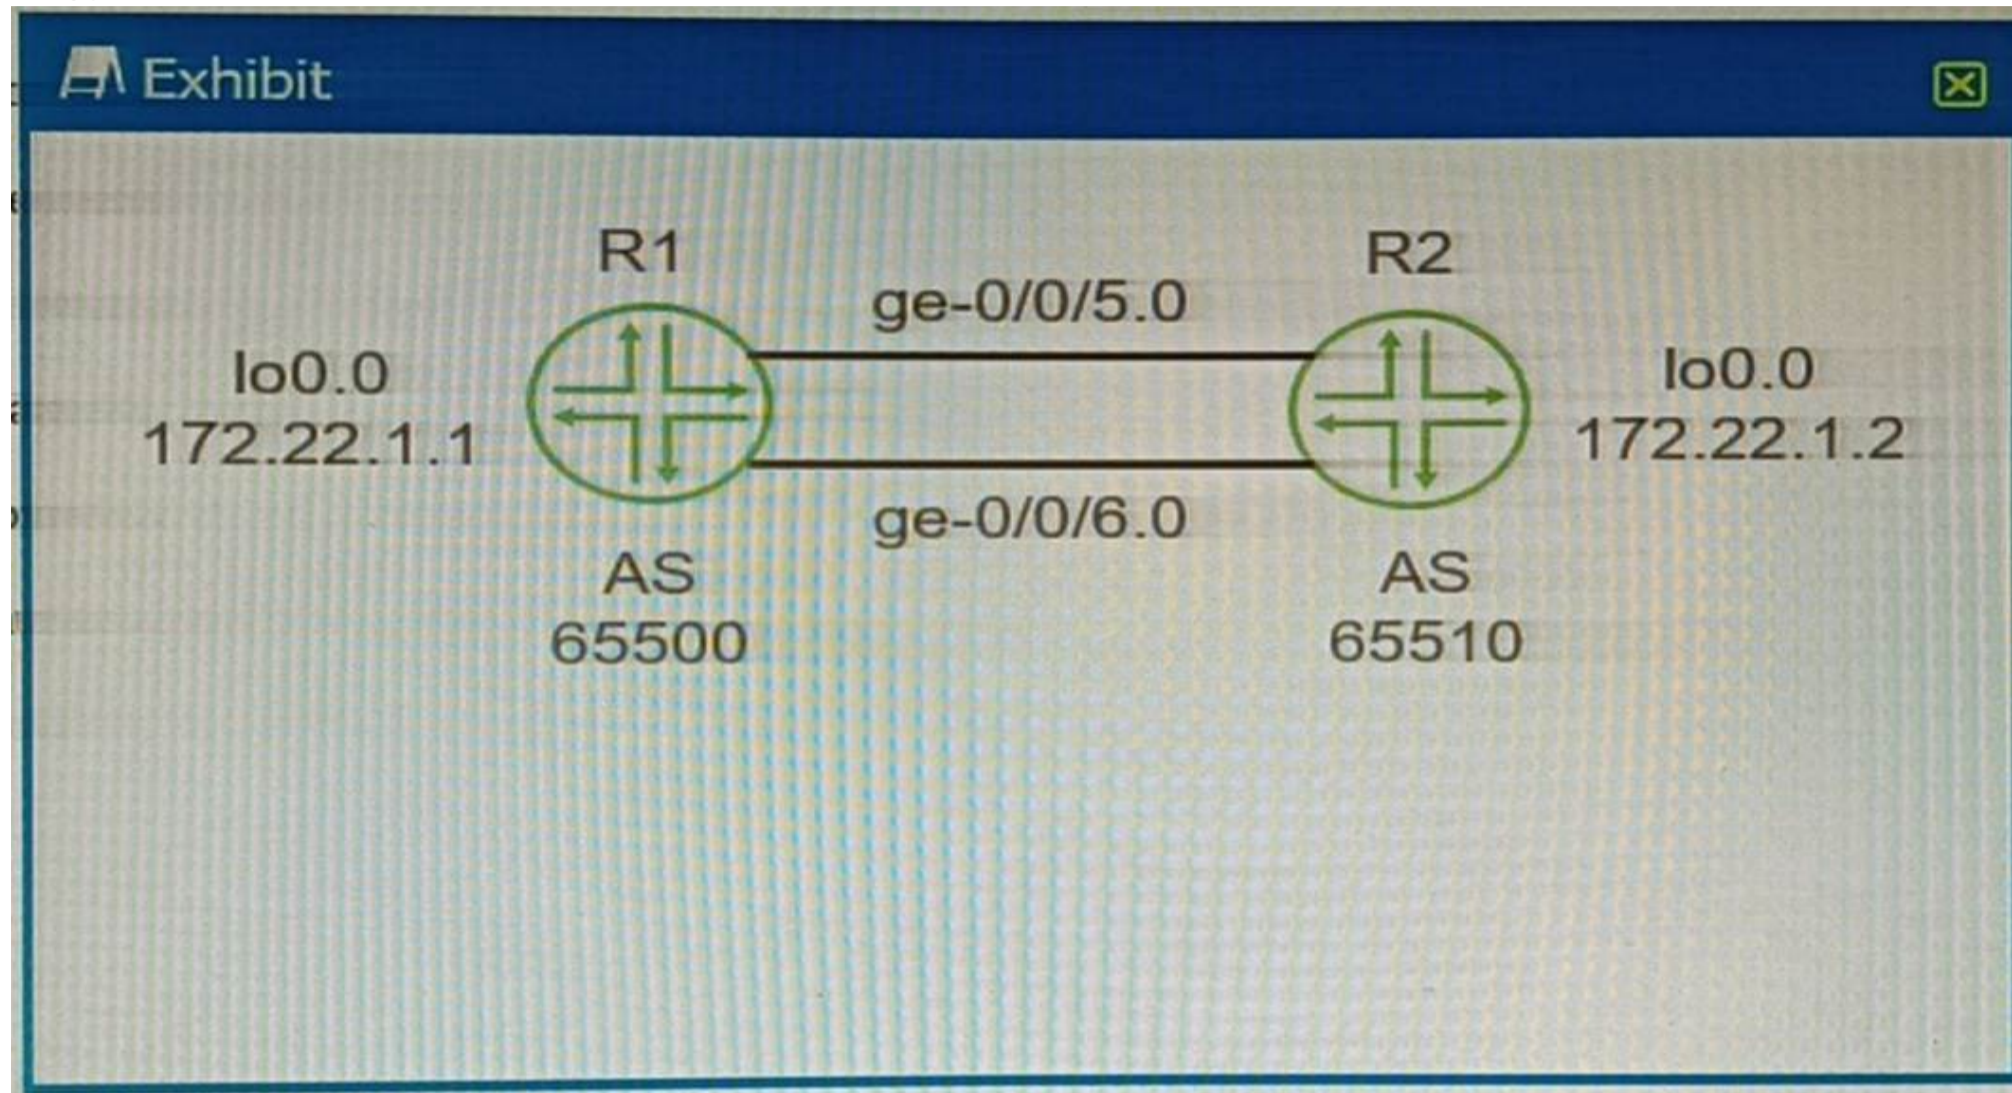 Exhibit
R1
R2
ge-0/0/5.0
lo0.0
172.22.1.1
lo0.0
172.22.1.2
ge-0/0/6.0
AS
65500
AS
65510